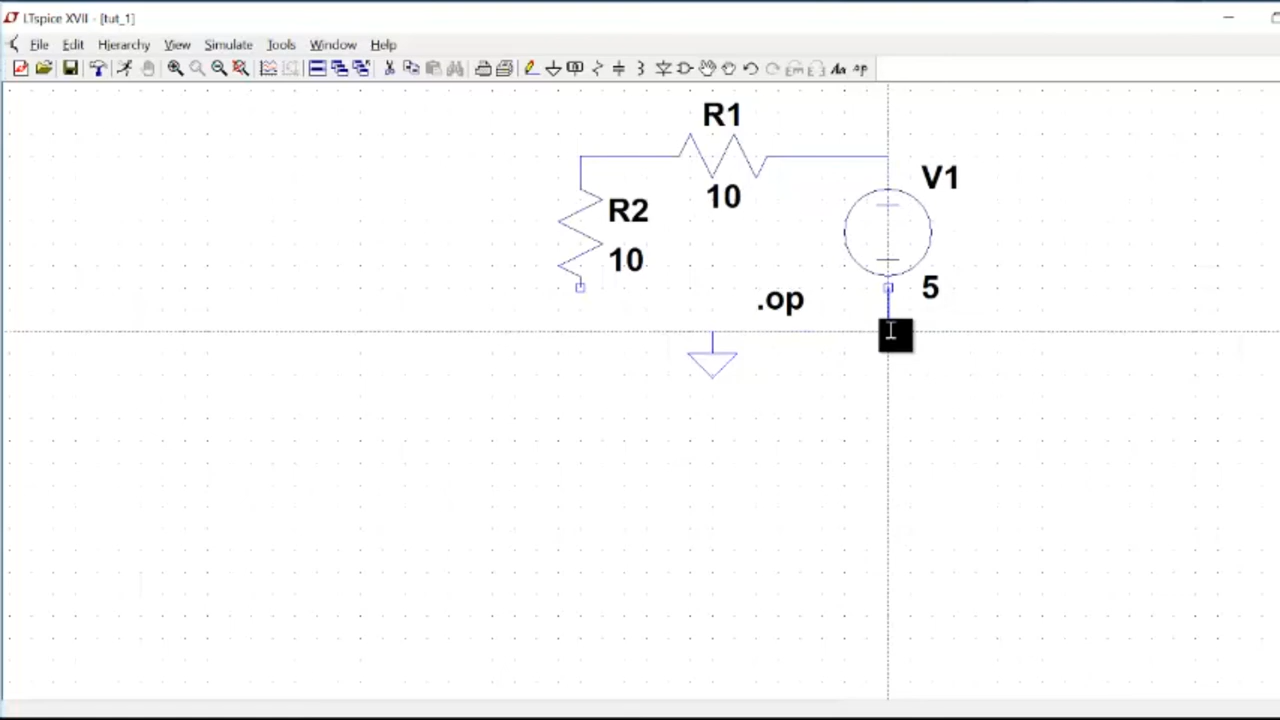 LTspice XVII - [tut_1]
File Edit Hierarchy View Simulate Tools Window Help
R1
10
V1
R2
10
5
.op